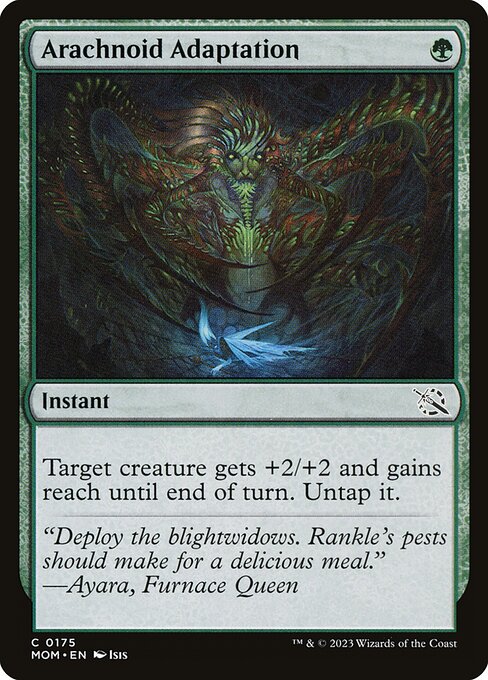 Arachnoid Adaptation
Instant
Target creature gets +2/+2 and gains
reach until end of turn. Untap it.
“Deploy the blightwidows. Rankle’s pests
should make for a delicious meal.”
—Ayara, Furnace Queen
C 0175
MOM • EN Isis
™ & © 2023 Wizards of the Coast